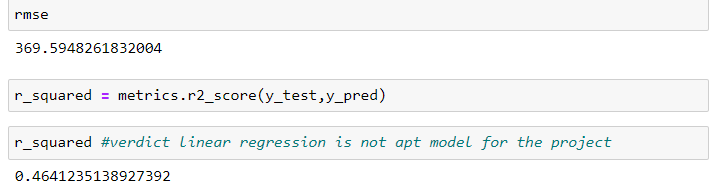 rmse
369.5948261832004
r_squared = metrics.r2_score(y_test,y_pred)
r_squared #verdict linear regression is not apt model for the project
0.4641235138927392